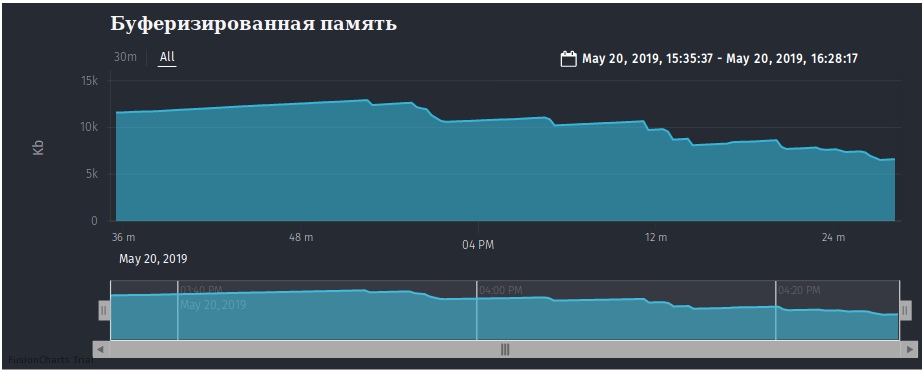 Буферизированная память
30m All May 20, 2019, 15:35:37 - May 20, 2019, 16:28:17
15k
10k
Kb
5k
0
36 m 48 m 04 PM 12 m 24 m
May 20, 2019
03:40 PM 04:00 PM 04:20 PM
May 20, 2019
FusionCharts Trial